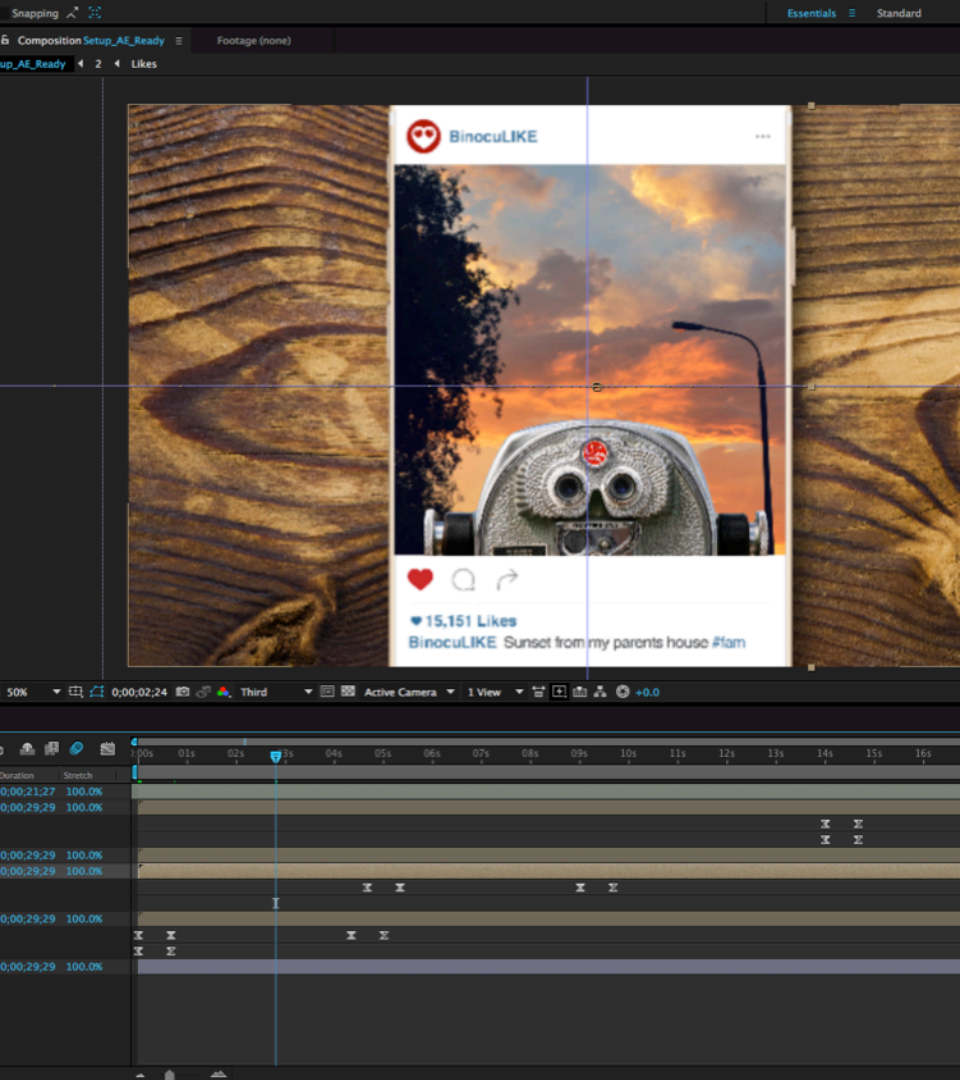 Snapping Essentials Standard
Composition Setup_AE_Ready Footage (none)
up_AE_Ready 2 Likes
BinocuLIKE
15,151 Likes
BinocuLIKE Sunset from my parents house #fam
50% 0;00;02;24 Third Active Camera 1 View +0.0
:00s 01s 02s 03s 04s 05s 06s 07s 08s 09s 10s 11s 12s 13s 14s 15s 16s
Duration Stretch
0;00;21;27 100.0%
0;00;29;29 100.0%
0;00;29;29 100.0%
0;00;29;29 100.0%
0;00;29;29 100.0%
0;00;29;29 100.0%